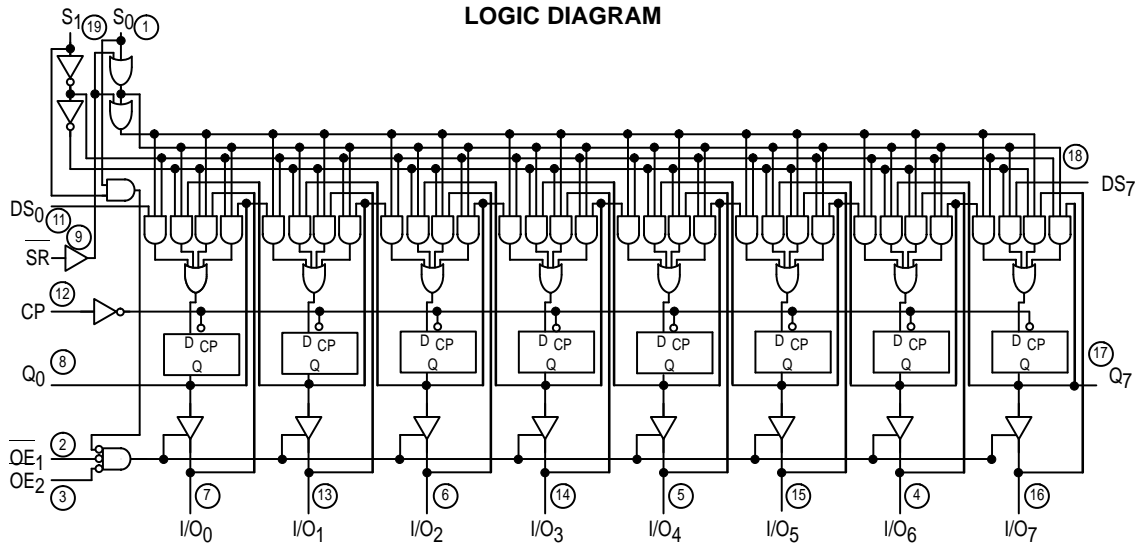 LOGIC DIAGRAM
S1 19 S0 1
18
DS7
DS0
11
SR 9
12
CP
D CP Q D CP Q D CP Q D CP Q D CP Q D CP Q D CP Q D CP Q
8
Q0
17
Q7
2
OE1
OE2
3
7 13 6 14 5 15 4 16
I/O0 I/O1 I/O2 I/O3 I/O4 I/O5 I/O6 I/O7